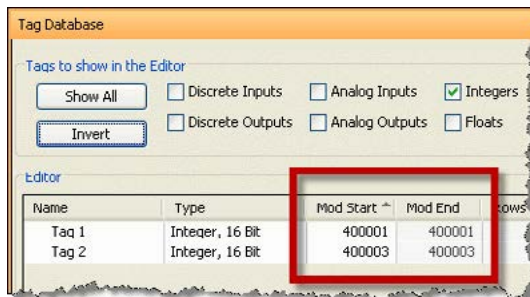 Tag Database
Tags to show in the Editor
Show All Discrete Inputs Analog Inputs Integers
Invert Discrete Outputs Analog Outputs Floats
Editor
Name Type Mod Start Mod End
Tag 1 Integer, 16 Bit 400001 400001
Tag 2 Integer, 16 Bit 400003 400003